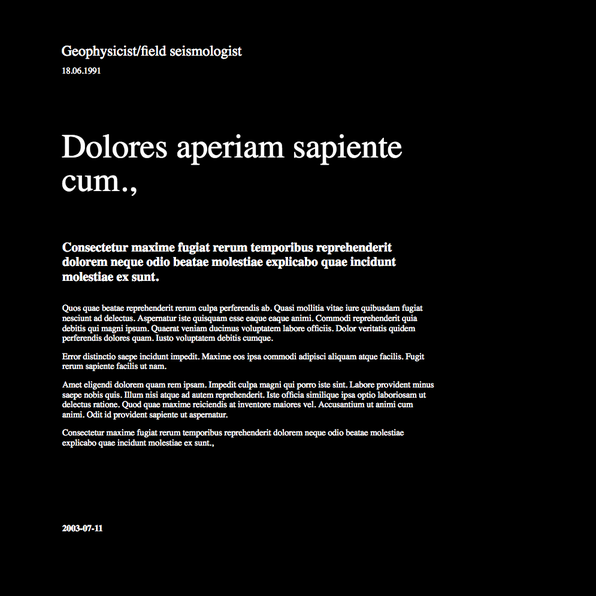 Geophysicist/field seismologist
18.06.1991
Dolores aperiam sapiente
cum.,
Consectetur maxime fugiat rerum temporibus reprehenderit
dolorem neque odio beatae molestiae explicabo quae incidunt
molestiae ex sunt.
Quos quae beatae reprehenderit rerum culpa perferendis ab. Quasi mollitia vitae iure quibusdam fugiat
nesciunt ad delectus. Aspernatur iste quisquam esse eaque eaque animi. Commodi reprehenderit quia
debitis qui magni ipsum. Quaerat veniam ducimus voluptatem labore officiis. Dolor veritatis quidem
perferendis dolores quam. Iusto voluptatem debitis cumque.
Error distinctio saepe incidunt impedit. Maxime eos ipsa commodi adipisci aliquam atque facilis. Fugit
rerum sapiente facilis ut nam.
Amet eligendi dolorem quam rem ipsam. Impedit culpa magni qui porro iste sint. Labore provident minus
saepe nobis quis. Illum nisi atque ad autem reprehenderit. Iste officia similique ipsa optio laboriosam ut
delectus ratione. Quod quae maxime reiciendis at inventore maiores vel. Accusantium ut animi cum
animi. Odit id provident sapiente ut aspernatur.
Consectetur maxime fugiat rerum temporibus reprehenderit dolorem neque odio beatae molestiae
explicabo quae incidunt molestiae ex sunt.,
2003-07-11